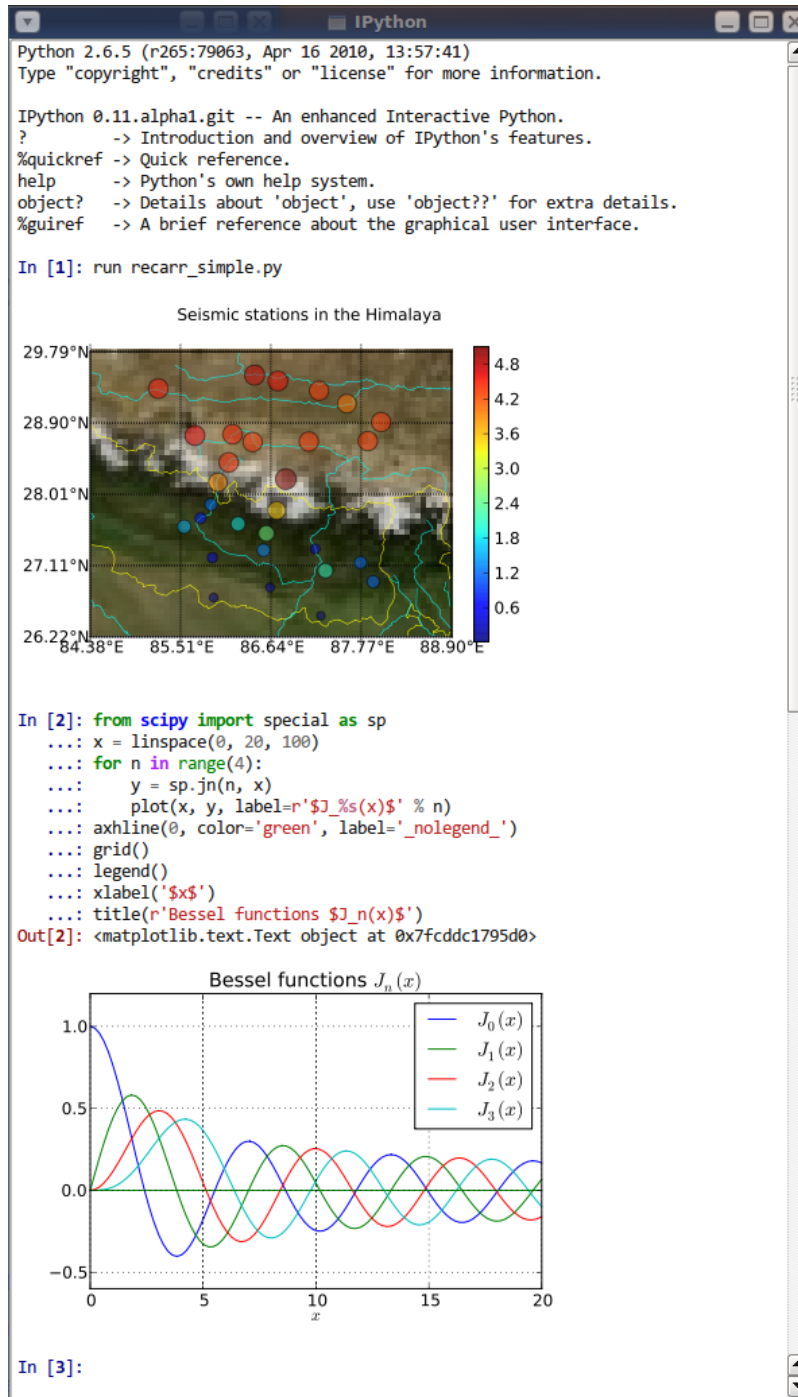 IPython
Python 2.6.5 (r265:79063, Apr 16 2010, 13:57:41)
Type "copyright", "credits" or "license" for more information.
IPython 0.11.alpha1.git -- An enhanced Interactive Python.
?         -> Introduction and overview of IPython's features.
%quickref -> Quick reference.
help      -> Python's own help system.
object?   -> Details about 'object', use 'object??' for extra details.
%guiref   -> A brief reference about the graphical user interface.
In [1]: run recarr_simple.py
Seismic stations in the Himalaya
29.79°N
28.90°N
28.01°N
27.11°N
26.22°N
84.38°E 85.51°E 86.64°E 87.77°E 88.90°E
4.8
4.2
3.6
3.0
2.4
1.8
1.2
0.6
In [2]: from scipy import special as sp
   ...: x = linspace(0, 20, 100)
   ...: for n in range(4):
   ...:     y = sp.jn(n, x)
   ...:     plot(x, y, label=r'$J_%s(x)$' % n)
   ...: axhline(0, color='green', label='_nolegend_')
   ...: grid()
   ...: legend()
   ...: xlabel('$x$')
   ...: title(r'Bessel functions $J_n(x)$')
Out[2]: <matplotlib.text.Text object at 0x7fcddc1795d0>
Bessel functions J_n(x)
1.0
0.5
0.0
−0.5
J_0(x)
J_1(x)
J_2(x)
J_3(x)
0 5 10 15 20
x
In [3]: